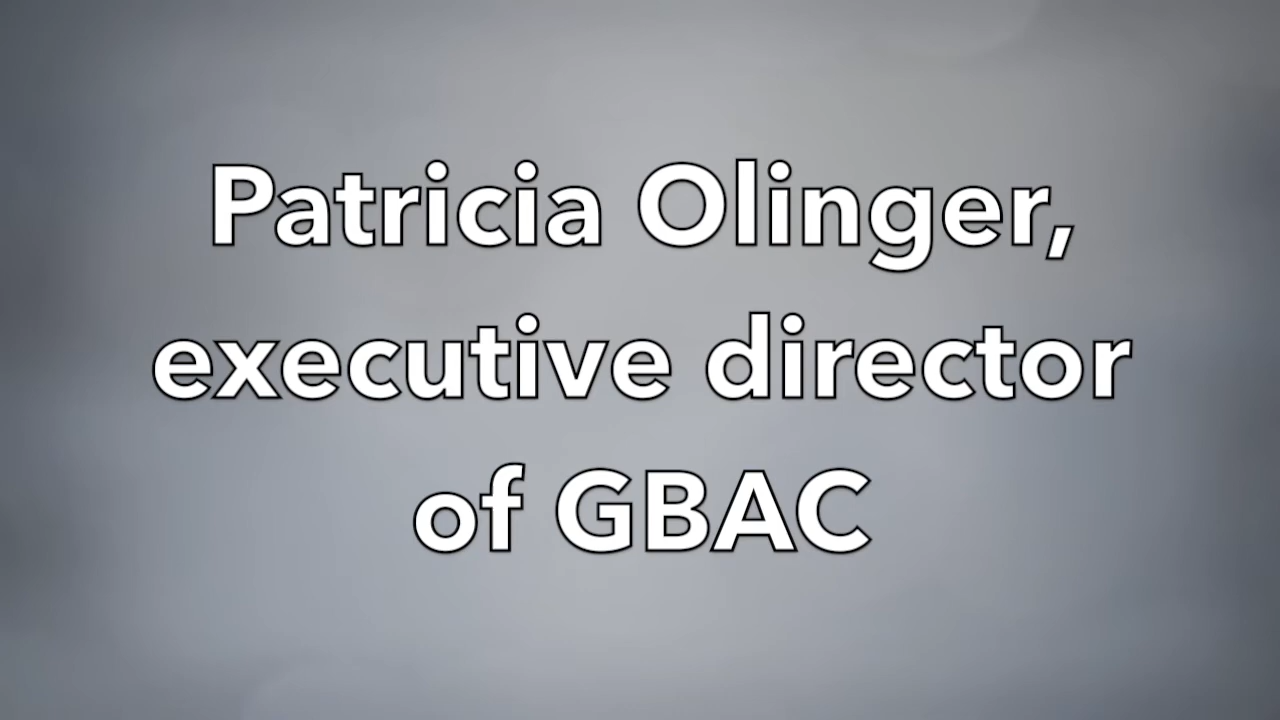 Patricia Olinger,
executive director
of GBAC